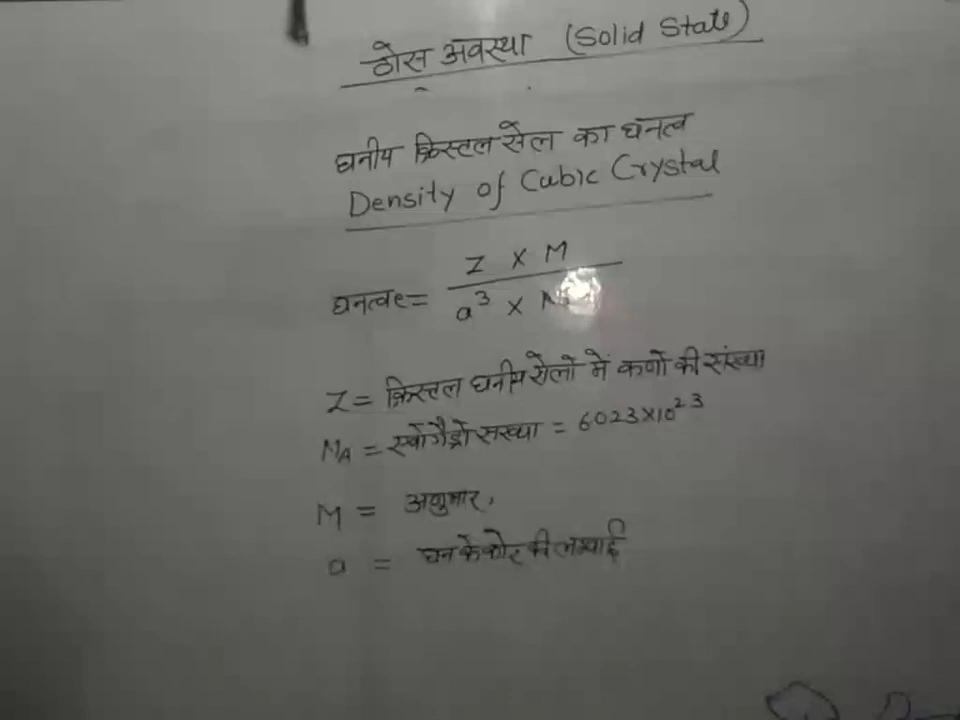 ठोस अवस्था (Solid State)
घनीय क्रिस्टल सेल का घनत्व
Density of Cubic Crystal
घनत्व e = Z × M
a³ ×
Z = क्रिस्टल घनीय सेलों में कणों की संख्या
NA = एवोगैड्रो संख्या = 6023×10²³
M = अणुभार,
a = घन के कोर की लम्बाई